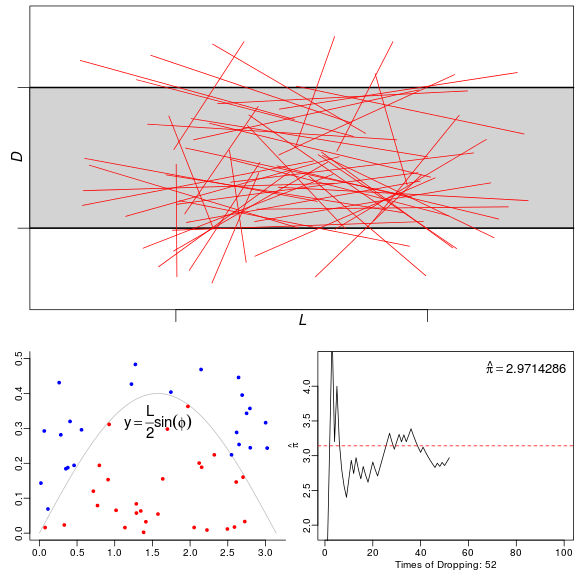 D
L
0.5
0.4
0.3
0.2
0.1
0.0
y = L/2 sin(ϕ)
0.0 0.5 1.0 1.5 2.0 2.5 3.0
π̂ = 2.9714286
4.0
3.5
3.0
2.5
2.0
π̂
0 20 40 60 80 100
Times of Dropping: 52